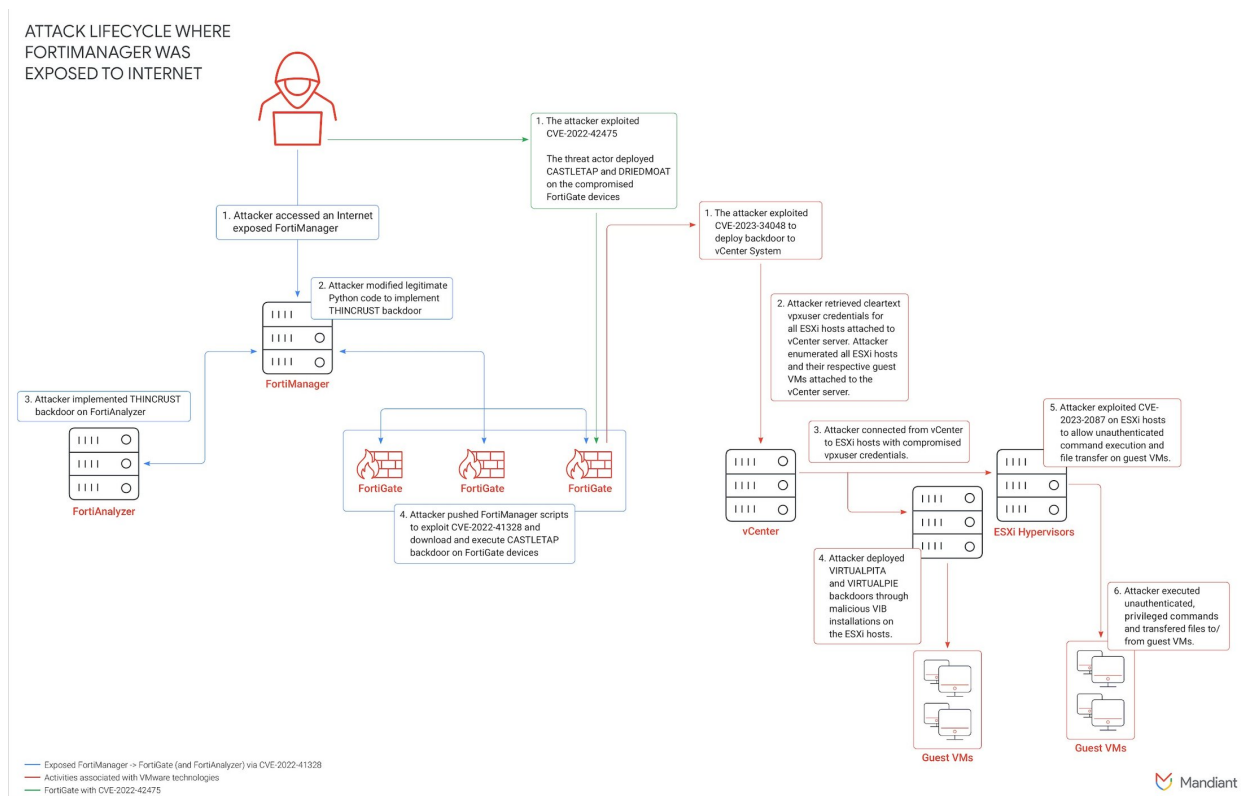 ATTACK LIFECYCLE WHERE
FORTIMANAGER WAS
EXPOSED TO INTERNET
1. The attacker exploited
CVE-2022-42475
The threat actor deployed
CASTLETAP and DRIEDMOAT
on the compromised
FortiGate devices
1. Attacker accessed an Internet
exposed FortiManager
1. The attacker exploited
CVE-2023-34048 to
deploy backdoor to
vCenter System
2. Attacker modified legitimate
Python code to implement
THINCRUST backdoor
FortiManager
2. Attacker retrieved cleartext
vpxuser credentials for
all ESXi hosts attached to
vCenter server. Attacker
enumerated all ESXi hosts
and their respective guest
VMs attached to the
vCenter server.
3. Attacker implemented THINCRUST
backdoor on FortiAnalyzer
FortiAnalyzer
FortiGate
FortiGate
FortiGate
4. Attacker pushed FortiManager scripts
to exploit CVE-2022-41328 and
download and execute CASTLETAP
backdoor on FortiGate devices
3. Attacker connected from vCenter
to ESXi hosts with compromised
vpxuser credentials.
5. Attacker exploited CVE-
2023-2087 on ESXi hosts
to allow unauthenticated
command execution and
file transfer on guest VMs.
vCenter
ESXi Hypervisors
4. Attacker deployed
VIRTUALPITA
and VIRTUALPIE
backdoors through
malicious VIB
installations on
the ESXi hosts.
6. Attacker executed
unauthenticated,
privileged commands
and transfered files to/
from guest VMs.
Guest VMs
Guest VMs
Exposed FortiManager -> FortiGate (and FortiAnalyzer) via CVE-2022-41328
Activities associated with VMware technologies
FortiGate with CVE-2022-42475
Mandiant